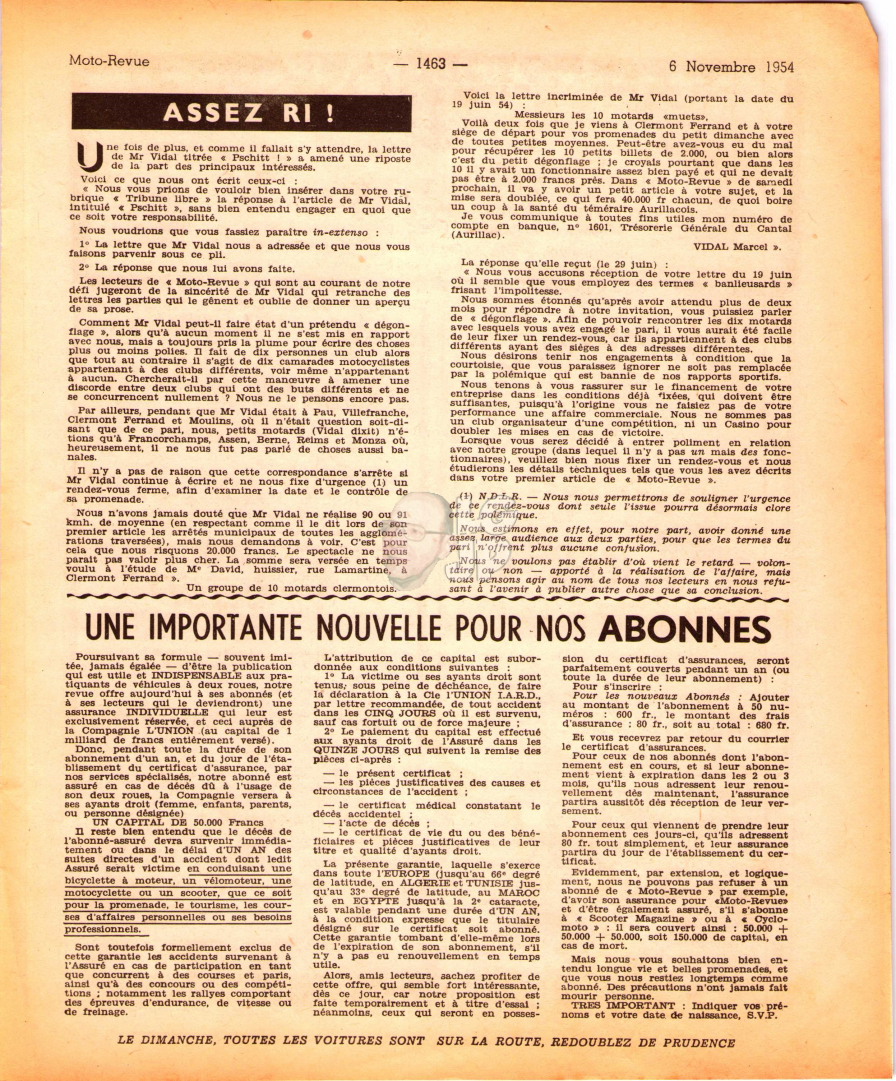 Moto-Revue
— 1463 —
6 Novembre 1954
ASSEZ RI !
Une fois de plus, et comme il fallait s'y attendre, la lettre
de Mr Vidal titrée « Pschitt ! » a amené une riposte
de la part des principaux intéressés.
Voici ce que nous ont écrit ceux-ci :
« Nous vous prions de vouloir bien insérer dans votre ru-
brique « Tribune libre » la réponse à l'article de Mr Vidal,
intitulé « Pschitt », sans bien entendu engager en quoi que
ce soit votre responsabilité.
Nous voudrions que vous fassiez paraître in-extenso :
1° La lettre que Mr Vidal nous a adressée et que nous vous
faisons parvenir sous ce pli.
2° La réponse que nous lui avons faite.
Les lecteurs de « Moto-Revue » qui sont au courant de notre
défi jugeront de la sincérité de Mr Vidal qui retranche des
lettres les parties qui le gênent et oublie de donner un aperçu
de sa prose.
Comment Mr Vidal peut-il faire état d'un prétendu « dégon-
flage », alors qu'à aucun moment il ne s'est mis en rapport
avec nous, mais a toujours pris la plume pour écrire des choses
plus ou moins polies. Il fait de dix personnes un club alors
que tout au contraire il s'agit de dix camarades motocyclistes
appartenant à des clubs différents, voir même n'appartenant
à aucun. Chercherait-il par cette manœuvre à amener une
discorde entre deux clubs qui ont des buts différents et ne
se concurrencent nullement ? Nous ne le pensons encore pas.
Par ailleurs, pendant que Mr Vidal était à Pau, Villefranche,
Clermont Ferrand et Moulins, où il n'était question soit-di-
sant que de ce pari, nous, petits motards (Vidal dixit) n'é-
tions qu'à Francorchamps, Assen, Berne, Reims et Monza où,
heureusement, il ne nous fut pas parlé de choses aussi ba-
nales.
Il n'y a pas de raison que cette correspondance s'arrête si
Mr Vidal continue à écrire et ne nous fixe d'urgence (1) un
rendez-vous ferme, afin d'examiner la date et le contrôle de
sa promenade.
Nous n'avons jamais douté que Mr Vidal ne réalise 90 ou 91
kmh. de moyenne (en respectant comme il le dit lors de son
premier article les arrêtés municipaux de toutes les agglomé-
rations traversées), mais nous demandons à voir. C'est pour
cela que nous risquons 20.000 francs. Le spectacle ne nous
parait pas valoir plus cher. La somme sera versée en temps
voulu à l'étude de Me David, huissier, rue Lamartine, à
Clermont Ferrand ».
Un groupe de 10 motards clermontois.
Voici la lettre incriminée de Mr Vidal (portant la date du
19 juin 54) :
Messieurs les 10 motards «muets»,
Voilà deux fois que je viens à Clermont Ferrand et à votre
siège de départ pour vos promenades du petit dimanche avec
de toutes petites moyennes. Peut-être avez-vous eu du mal
pour récupérer les 10 petits billets de 2.000, ou bien alors
c'est du petit dégonflage ; je croyais pourtant que dans les
10 il y avait un fonctionnaire assez bien payé et qui ne devait
pas être à 2.000 francs près. Dans « Moto-Revue » de samedi
prochain, il va y avoir un petit article à votre sujet, et la
mise sera doublée, ce qui fera 40.000 fr chacun, de quoi boire
un coup à la santé du téméraire Aurillacois.
Je vous communique à toutes fins utiles mon numéro de
compte en banque, n° 1601, Trésorerie Générale du Cantal
(Aurillac).
VIDAL Marcel ».
La réponse qu'elle reçut (le 29 juin) :
« Nous vous accusons réception de votre lettre du 19 juin
où il semble que vous employez des termes « banlieusards »
frisant l'impolitesse.
Nous sommes étonnés qu'après avoir attendu plus de deux
mois pour répondre à notre invitation, vous puissiez parler
de « dégonflage ». Afin de pouvoir rencontrer les dix motards
avec lesquels vous avez engagé le pari, il vous aurait été facile
de leur fixer un rendez-vous, car ils appartiennent à des clubs
différents ayant des sièges à des adresses différentes.
Nous désirons tenir nos engagements à condition que la
courtoisie, que vous paraissez ignorer ne soit pas remplacée
par la polémique qui est bannie de nos rapports sportifs.
Nous tenons à vous rassurer sur le financement de votre
entreprise dans les conditions déjà fixées, qui doivent être
suffisantes, puisqu'à l'origine vous ne faisiez pas de votre
performance une affaire commerciale. Nous ne sommes pas
un club organisateur d'une compétition, ni un Casino pour
doubler les mises en cas de victoire.
Lorsque vous serez décidé à entrer poliment en relation
avec notre groupe (dans lequel il n'y a pas un mais des fonc-
tionnaires), veuillez bien nous fixer un rendez-vous et nous
étudierons les détails techniques tels que vous les avez décrits
dans votre premier article de « Moto-Revue ».
(1) N.D.L.R. — Nous nous permettrons de souligner l'urgence
de ce rendez-vous dont seule l'issue pourra désormais clore
cette polémique.
Nous estimons en effet, pour notre part, avoir donné une
assez large audience aux deux parties, pour que les termes du
pari n'offrent plus aucune confusion.
Nous ne voulons pas établir d'où vient le retard — volon-
taire ou non — apporté à la réalisation de l'affaire, mais
nous pensons agir au nom de tous nos lecteurs en nous refu-
sant à l'avenir à publier autre chose que sa conclusion.
UNE IMPORTANTE NOUVELLE POUR NOS ABONNES
Poursuivant sa formule — souvent imi-
tée, jamais égalée — d'être la publication
qui est utile et INDISPENSABLE aux pra-
tiquants de véhicules à deux roues, notre
revue offre aujourd'hui à ses abonnés (et
à ses lecteurs qui le deviendront) une
assurance INDIVIDUELLE qui leur est
exclusivement réservée, et ceci auprès de
la Compagnie L'UNION (au capital de 1
milliard de francs entièrement versé).
Donc, pendant toute la durée de son
abonnement d'un an, et du jour de l'éta-
blissement du certificat d'assurance, par
nos services spécialisés, notre abonné est
assuré en cas de décès dû à l'usage de
son deux roues, la Compagnie versera à
ses ayants droit (femme, enfants, parents,
ou personne désignée)
UN CAPITAL DE 50.000 Francs
Il reste bien entendu que le décès de
l'abonné-assuré devra survenir immédia-
tement ou dans le délai d'UN AN des
suites directes d'un accident dont ledit
Assuré serait victime en conduisant une
bicyclette à moteur, un vélomoteur, une
motocyclette ou un scooter, que ce soit
pour la promenade, le tourisme, les cour-
ses d'affaires personnelles ou ses besoins
professionnels.
Sont toutefois formellement exclus de
cette garantie les accidents survenant à
l'Assuré en cas de participation en tant
que concurrent à des courses et paris,
ainsi qu'à des concours ou des compéti-
tions ; notamment les rallyes comportant
des épreuves d'endurance, de vitesse ou
de freinage.
L'attribution de ce capital est subor-
donnée aux conditions suivantes :
1° La victime ou ses ayants droit sont
tenus, sous peine de déchéance, de faire
la déclaration à la Cie l'UNION I.A.R.D.,
par lettre recommandée, de tout accident
dans les CINQ JOURS où il est survenu,
sauf cas fortuit ou de force majeure ;
2° Le paiement du capital est effectué
aux ayants droit de l'Assuré dans les
QUINZE JOURS qui suivent la remise des
pièces ci-après :
— le présent certificat ;
— les pièces justificatives des causes et
circonstances de l'accident ;
— le certificat médical constatant le
décès accidentel ;
— l'acte de décès ;
— le certificat de vie du ou des béné-
ficiaires et pièces justificatives de leur
titre et qualité d'ayants droit.
La présente garantie, laquelle s'exerce
dans toute l'EUROPE (jusqu'au 66e degré
de latitude, en ALGERIE et TUNISIE jus-
qu'au 33e degré de latitude, au MAROC
et en EGYPTE jusqu'à la 2e cataracte,
est valable pendant une durée d'UN AN,
à la condition expresse que le titulaire
désigné sur le certificat soit abonné.
Cette garantie tombant d'elle-même lors
de l'expiration de son abonnement, s'il
n'y a pas eu renouvellement en temps
utile.
Alors, amis lecteurs, sachez profiter de
cette offre, qui semble fort intéressante,
dès ce jour, car notre proposition est
faite temporairement et à titre d'essai ;
néanmoins, ceux qui seront en posses-
sion du certificat d'assurances, seront
parfaitement couverts pendant un an (ou
toute la durée de leur abonnement) :
Pour s'inscrire :
Pour les nouveaux Abonnés : Ajouter
au montant de l'abonnement à 50 nu-
méros : 600 fr., le montant des frais
d'assurance : 80 fr., soit au total : 680 fr.
Et vous recevrez par retour du courrier
le certificat d'assurances.
Pour ceux de nos abonnés dont l'abon-
nement est en cours, et si leur abonne-
ment vient à expiration dans les 2 ou 3
mois, qu'ils nous adressent leur renou-
vellement dès maintenant, l'assurance
partira aussitôt dès réception de leur ver-
sement.
Pour ceux qui viennent de prendre leur
abonnement ces jours-ci, qu'ils adressent
80 fr. tout simplement, et leur assurance
partira du jour de l'établissement du cer-
tificat.
Evidemment, par extension, et logique-
ment, nous ne pouvons pas refuser à un
abonné de « Moto-Revue » par exemple,
d'avoir son assurance pour «Moto-Revue»
et d'être également assuré, s'il s'abonne
à « Scooter Magazine » ou à « Cyclo-
moto » : il sera couvert ainsi : 50.000 +
50.000 + 50.000, soit 150.000 de capital, en
cas de mort.
Mais nous vous souhaitons bien en-
tendu longue vie et belles promenades, et
que vous nous restiez longtemps comme
abonné. Des précautions n'ont jamais fait
mourir personne.
TRES IMPORTANT : Indiquer vos pré-
noms et votre date de naissance, S.V.P.
LE DIMANCHE, TOUTES LES VOITURES SONT SUR LA ROUTE, REDOUBLEZ DE PRUDENCE